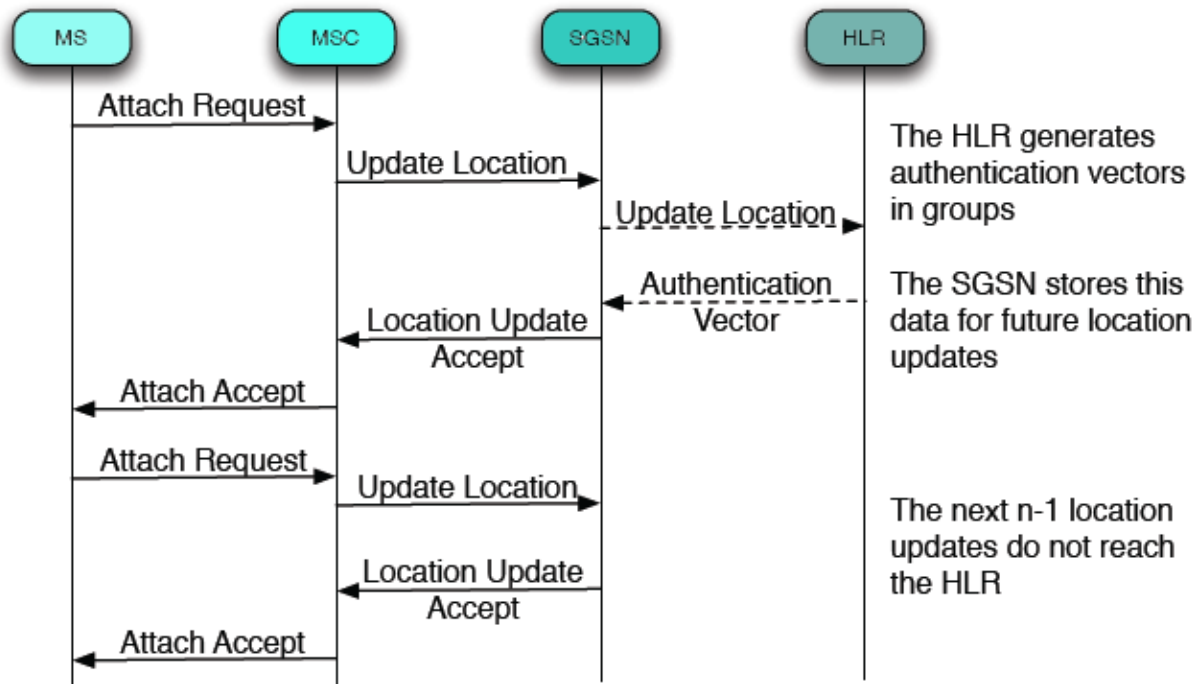 MS
MSC
SGSN
HLR
Attach Request
Update Location
Update Location
The HLR generates
authentication vectors
in groups
Authentication
Vector
The SGSN stores this
data for future location
updates
Location Update
Accept
Attach Accept
Attach Request
Update Location
The next n-1 location
updates do not reach
the HLR
Location Update
Accept
Attach Accept